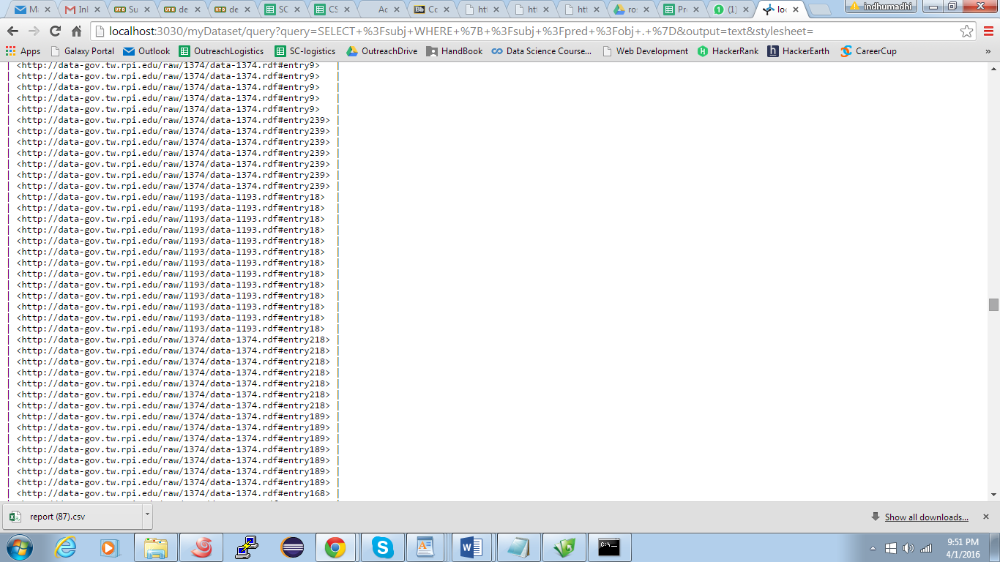 Ma
Inl
Su
de
de
SC
CS
Ac
Co
htt
htt
htt
ro
Pr
(1)
loc
indhumadhi
localhost:3030/myDataset/query?query=SELECT+%3Fsubj+WHERE+%7B+%3Fsubj+%3Fpred+%3Fobj+.+%7D&output=text&stylesheet=
Apps Galaxy Portal Outlook OutreachLogistics SC-logistics OutreachDrive HandBook Data Science Course... Web Development HackerRank HackerEarth CareerCup »
| <http://data-gov.tw.rpi.edu/raw/1374/data-1374.rdf#entry9> |
| <http://data-gov.tw.rpi.edu/raw/1374/data-1374.rdf#entry9> |
| <http://data-gov.tw.rpi.edu/raw/1374/data-1374.rdf#entry9> |
| <http://data-gov.tw.rpi.edu/raw/1374/data-1374.rdf#entry9> |
| <http://data-gov.tw.rpi.edu/raw/1374/data-1374.rdf#entry9> |
| <http://data-gov.tw.rpi.edu/raw/1374/data-1374.rdf#entry239> |
| <http://data-gov.tw.rpi.edu/raw/1374/data-1374.rdf#entry239> |
| <http://data-gov.tw.rpi.edu/raw/1374/data-1374.rdf#entry239> |
| <http://data-gov.tw.rpi.edu/raw/1374/data-1374.rdf#entry239> |
| <http://data-gov.tw.rpi.edu/raw/1374/data-1374.rdf#entry239> |
| <http://data-gov.tw.rpi.edu/raw/1374/data-1374.rdf#entry239> |
| <http://data-gov.tw.rpi.edu/raw/1374/data-1374.rdf#entry239> |
| <http://data-gov.tw.rpi.edu/raw/1193/data-1193.rdf#entry18> |
| <http://data-gov.tw.rpi.edu/raw/1193/data-1193.rdf#entry18> |
| <http://data-gov.tw.rpi.edu/raw/1193/data-1193.rdf#entry18> |
| <http://data-gov.tw.rpi.edu/raw/1193/data-1193.rdf#entry18> |
| <http://data-gov.tw.rpi.edu/raw/1193/data-1193.rdf#entry18> |
| <http://data-gov.tw.rpi.edu/raw/1193/data-1193.rdf#entry18> |
| <http://data-gov.tw.rpi.edu/raw/1193/data-1193.rdf#entry18> |
| <http://data-gov.tw.rpi.edu/raw/1193/data-1193.rdf#entry18> |
| <http://data-gov.tw.rpi.edu/raw/1193/data-1193.rdf#entry18> |
| <http://data-gov.tw.rpi.edu/raw/1193/data-1193.rdf#entry18> |
| <http://data-gov.tw.rpi.edu/raw/1193/data-1193.rdf#entry18> |
| <http://data-gov.tw.rpi.edu/raw/1193/data-1193.rdf#entry18> |
| <http://data-gov.tw.rpi.edu/raw/1193/data-1193.rdf#entry18> |
| <http://data-gov.tw.rpi.edu/raw/1374/data-1374.rdf#entry218> |
| <http://data-gov.tw.rpi.edu/raw/1374/data-1374.rdf#entry218> |
| <http://data-gov.tw.rpi.edu/raw/1374/data-1374.rdf#entry218> |
| <http://data-gov.tw.rpi.edu/raw/1374/data-1374.rdf#entry218> |
| <http://data-gov.tw.rpi.edu/raw/1374/data-1374.rdf#entry218> |
| <http://data-gov.tw.rpi.edu/raw/1374/data-1374.rdf#entry218> |
| <http://data-gov.tw.rpi.edu/raw/1374/data-1374.rdf#entry218> |
| <http://data-gov.tw.rpi.edu/raw/1374/data-1374.rdf#entry189> |
| <http://data-gov.tw.rpi.edu/raw/1374/data-1374.rdf#entry189> |
| <http://data-gov.tw.rpi.edu/raw/1374/data-1374.rdf#entry189> |
| <http://data-gov.tw.rpi.edu/raw/1374/data-1374.rdf#entry189> |
| <http://data-gov.tw.rpi.edu/raw/1374/data-1374.rdf#entry189> |
| <http://data-gov.tw.rpi.edu/raw/1374/data-1374.rdf#entry189> |
| <http://data-gov.tw.rpi.edu/raw/1374/data-1374.rdf#entry189> |
| <http://data-gov.tw.rpi.edu/raw/1374/data-1374.rdf#entry168> |
report (87).csv
Show all downloads...
9:51 PM
4/1/2016